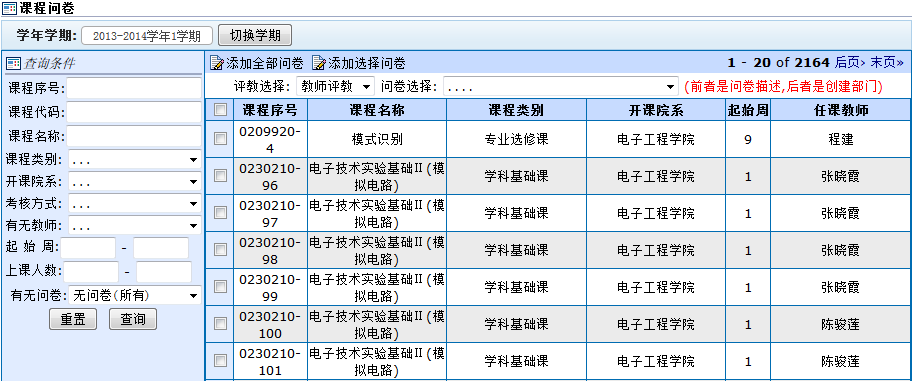 课程问卷
学年学期: 2013-2014学年1学期 切换学期
查询条件
课程序号:
课程代码:
课程名称:
课程类别: ...
开课院系: ...
考核方式: ...
有无教师: ...
起 始 周: -
上课人数: -
有无问卷: 无问卷(所有)
重置 查询
添加全部问卷 添加选择问卷 1 - 20 of 2164 后页› 末页»
评教选择: 教师评教 问卷选择: .... (前者是问卷描述,后者是创建部门)
课程序号 课程名称 课程类别 开课院系 起始周 任课教师
0209920-4 模式识别 专业选修课 电子工程学院 9 程建
0230210-96 电子技术实验基础II(模拟电路) 学科基础课 电子工程学院 1 张晓霞
0230210-97 电子技术实验基础II(模拟电路) 学科基础课 电子工程学院 1 张晓霞
0230210-98 电子技术实验基础II(模拟电路) 学科基础课 电子工程学院 1 张晓霞
0230210-99 电子技术实验基础II(模拟电路) 学科基础课 电子工程学院 1 张晓霞
0230210-100 电子技术实验基础II(模拟电路) 学科基础课 电子工程学院 1 陈骏莲
0230210-101 电子技术实验基础II(模拟电路) 学科基础课 电子工程学院 1 陈骏莲